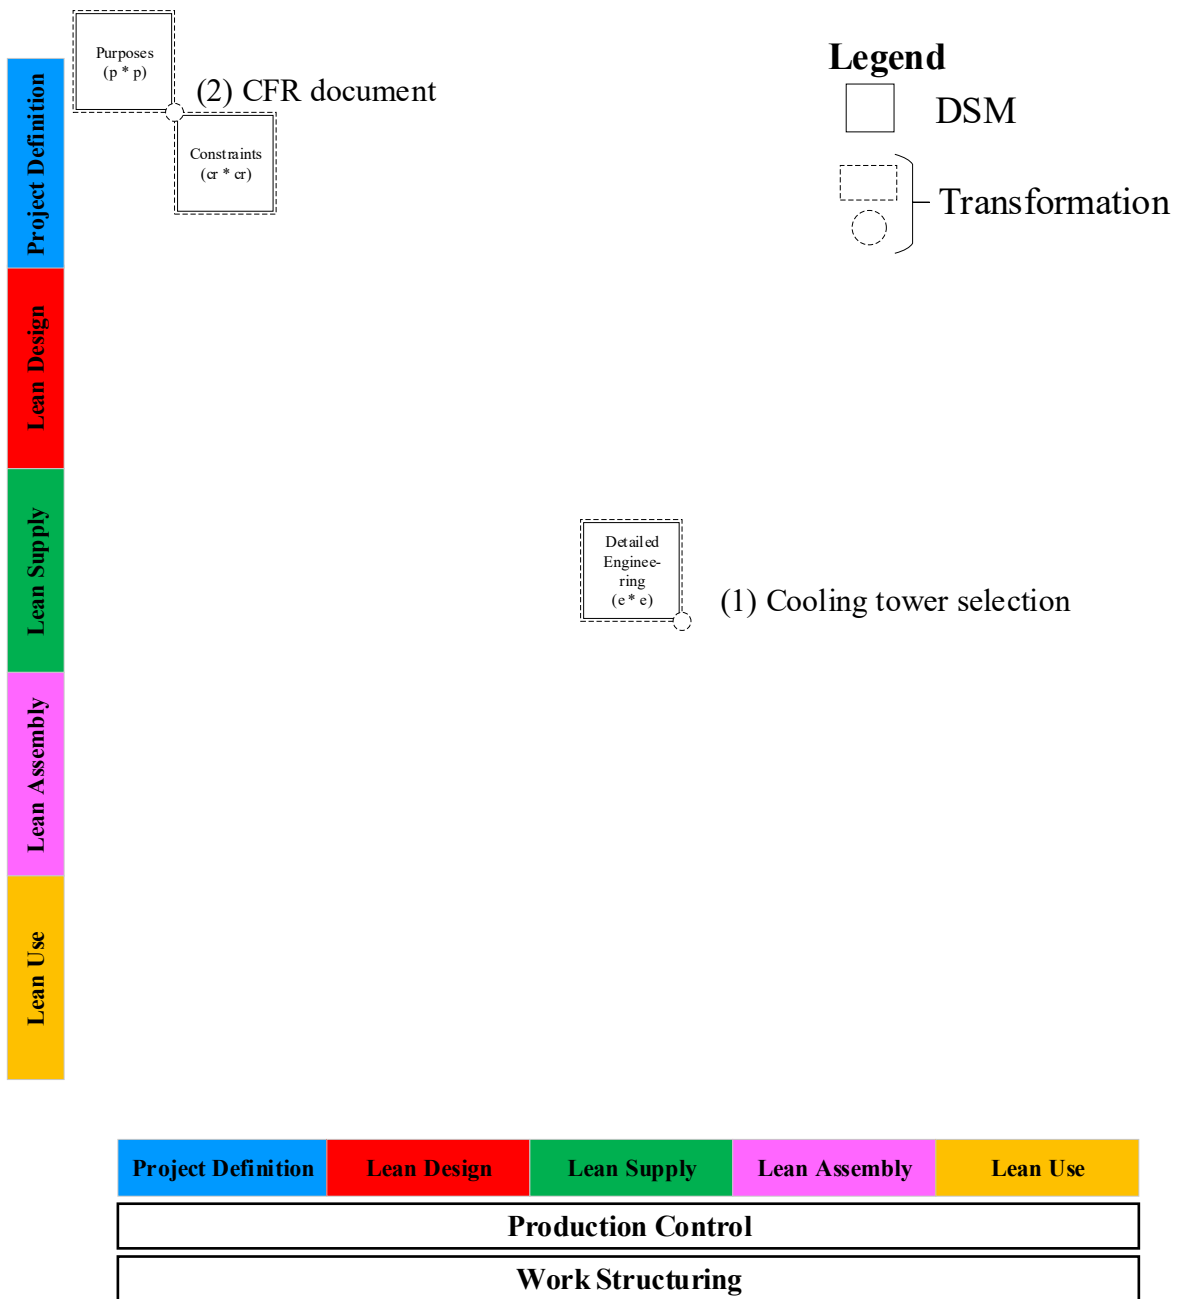 Purposes
(p * p)
(2) CFR document
Constraints
(cr * cr)
Legend
DSM
Transformation
Project Definition
Lean Design
Lean Supply
Lean Assembly
Lean Use
Detailed
Enginee-
ring
(e * e)
(1) Cooling tower selection
Project Definition
Lean Design
Lean Supply
Lean Assembly
Lean Use
Production Control
Work Structuring